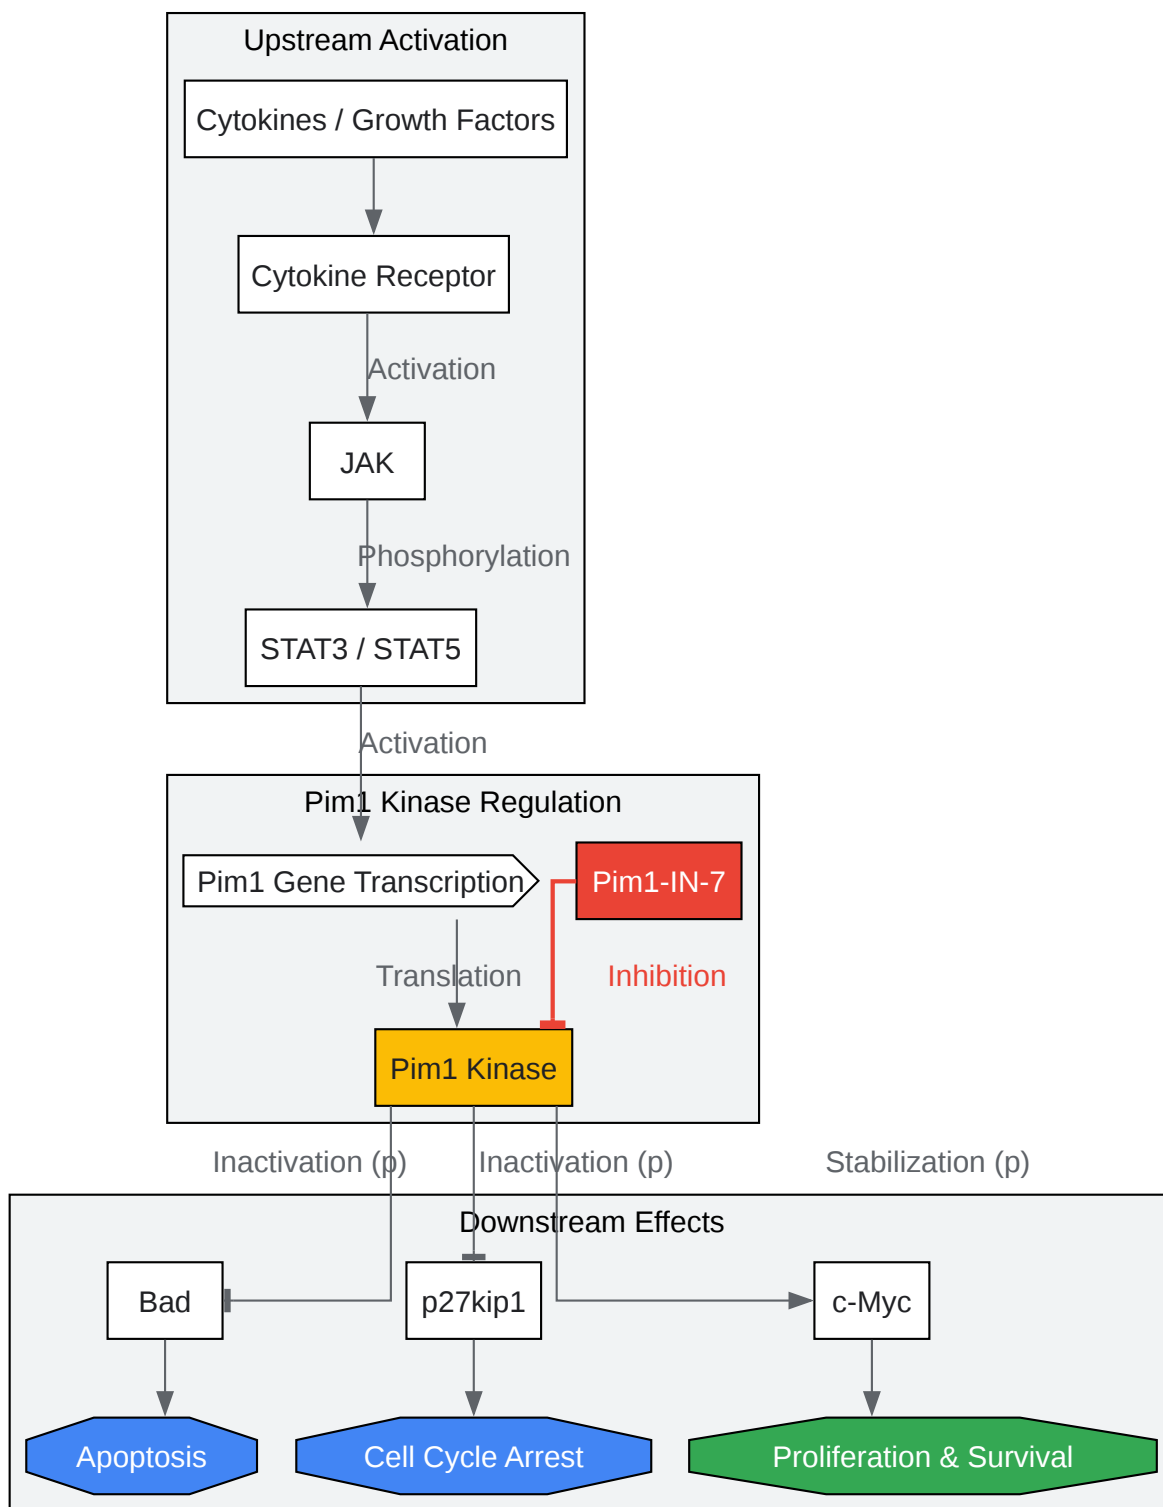 Upstream Activation
Cytokines / Growth Factors
Cytokine Receptor
Activation
JAK
Phosphorylation
STAT3 / STAT5
Activation
Pim1 Kinase Regulation
Pim1 Gene Transcription
Pim1-IN-7
Translation
Inhibition
Pim1 Kinase
Inactivation (p)
Inactivation (p)
Stabilization (p)
Downstream Effects
Bad
p27kip1
c-Myc
Apoptosis
Cell Cycle Arrest
Proliferation & Survival